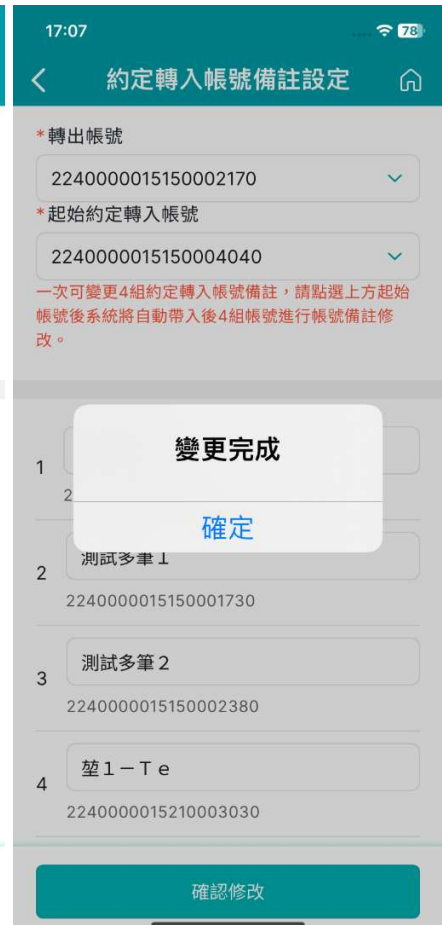 17:07
78
約定轉入帳號備註設定
*轉出帳號
2240000015150002170
*起始約定轉入帳號
2240000015150004040
一次可變更4組約定轉入帳號備註，請點選上方起始
帳號後系統將自動帶入後4組帳號進行帳號備註修
改。
變更完成
1
2
確定
測試多筆１
2
2240000015150001730
測試多筆２
3
2240000015150002380
堃１－Ｔｅ
4
2240000015210003030
確認修改